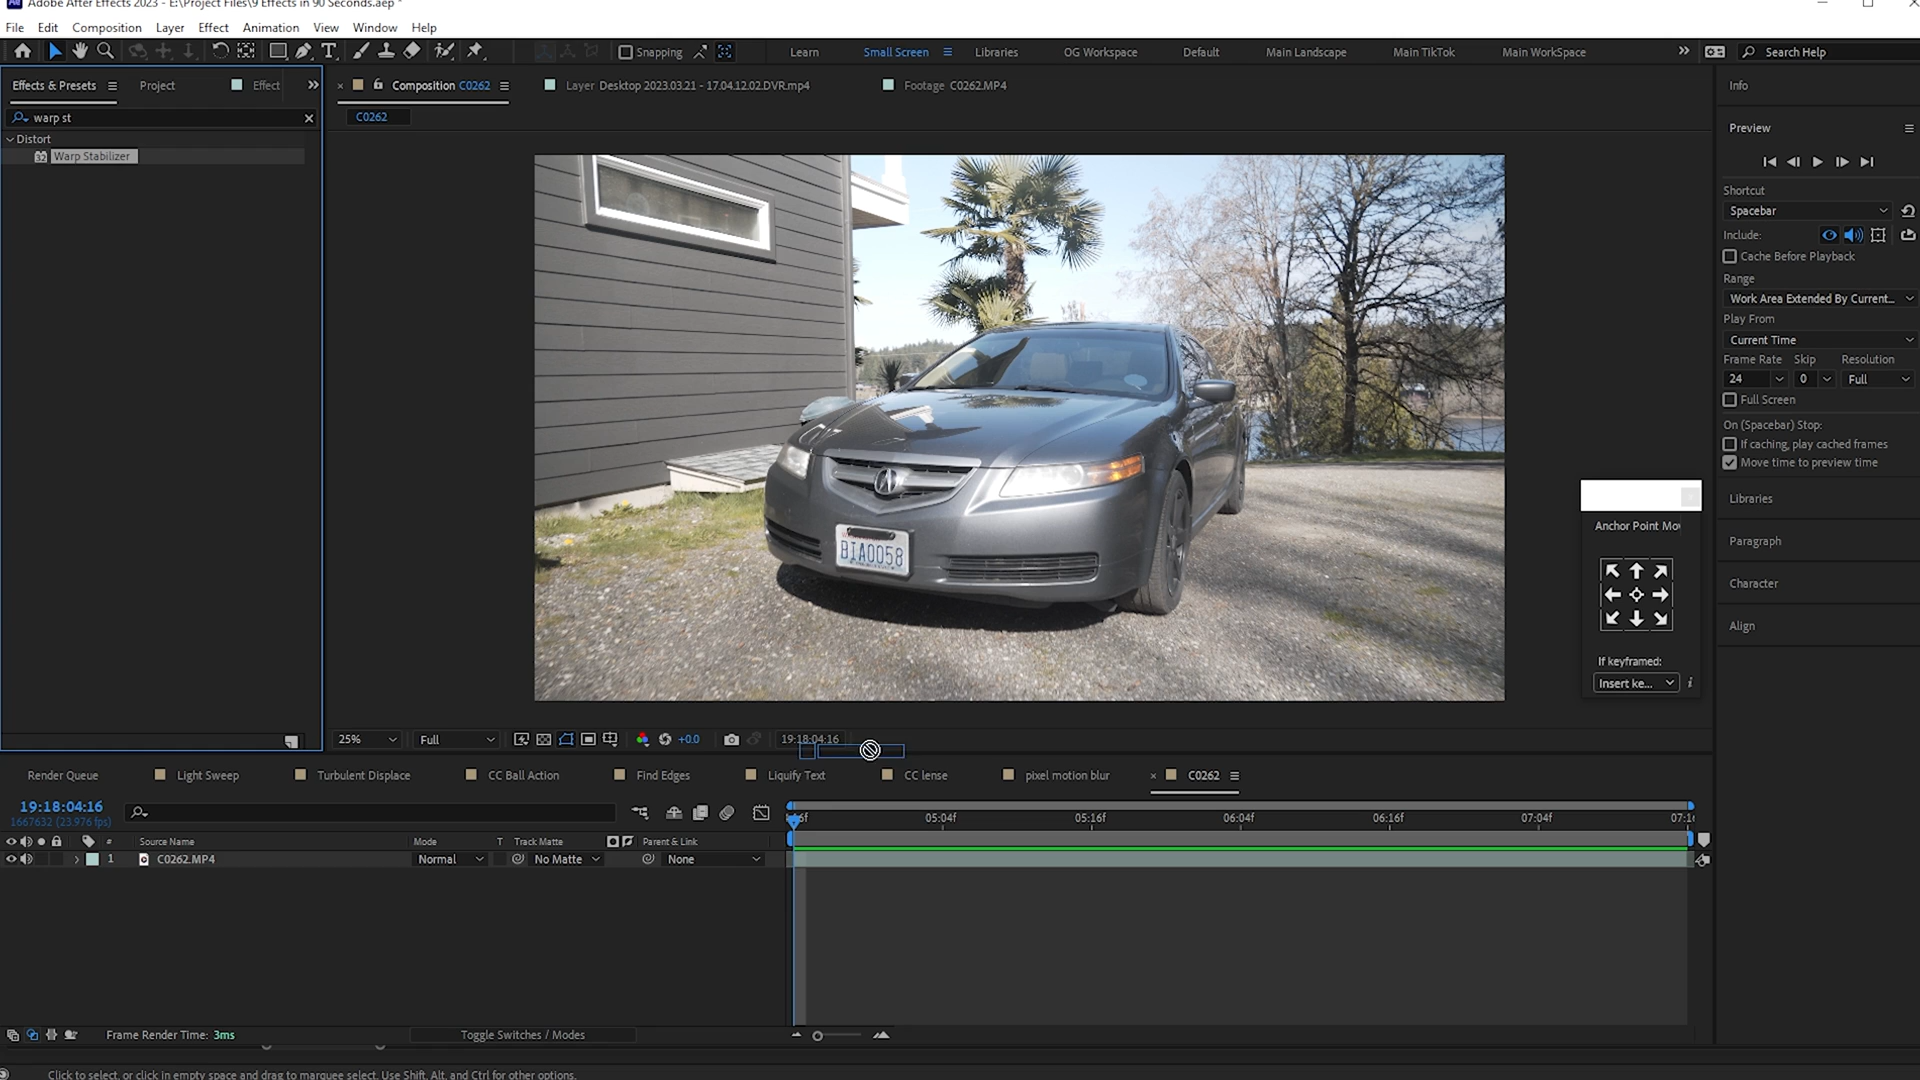 Adobe After Effects 2023 - E:\Project Files\9 Effects in 90 Seconds.aep *
File Edit Composition Layer Effect Animation View Window Help
Snapping Learn Small Screen Libraries OG Workspace Default Main Landscape Main TikTok Main WorkSpace Search Help
Effects & Presets Project Effect Composition C0262 Layer Desktop 2023.03.21 - 17.04.12.02.DVR.mp4 Footage C0262.MP4 Info
warp st
C0262
Distort
32 Warp Stabilizer
Preview
Shortcut
Spacebar
Include:
Cache Before Playback
Range
Work Area Extended By Current...
Play From
Current Time
Frame Rate Skip Resolution
24 0 Full
Full Screen
On (Spacebar) Stop:
If caching, play cached frames
Move time to preview time
Libraries
Paragraph
Character
Align
Anchor Point Mo
If keyframed:
Insert ke...
BIA0058
25% Full +0.0 19:18:04:16
Render Queue Light Sweep Turbulent Displace CC Ball Action Find Edges Liquify Text CC lense pixel motion blur C0262
19:18:04:16
1667632 (23.976 fps)
05:04f 05:16f 06:04f 06:16f 07:04f
# Source Name Mode T Track Matte Parent & Link
1 C0262.MP4 Normal No Matte None
Frame Render Time: 3ms Toggle Switches / Modes
Click to select, or click in empty space and drag to marquee select. Use Shift, Alt, and Ctrl for other options.